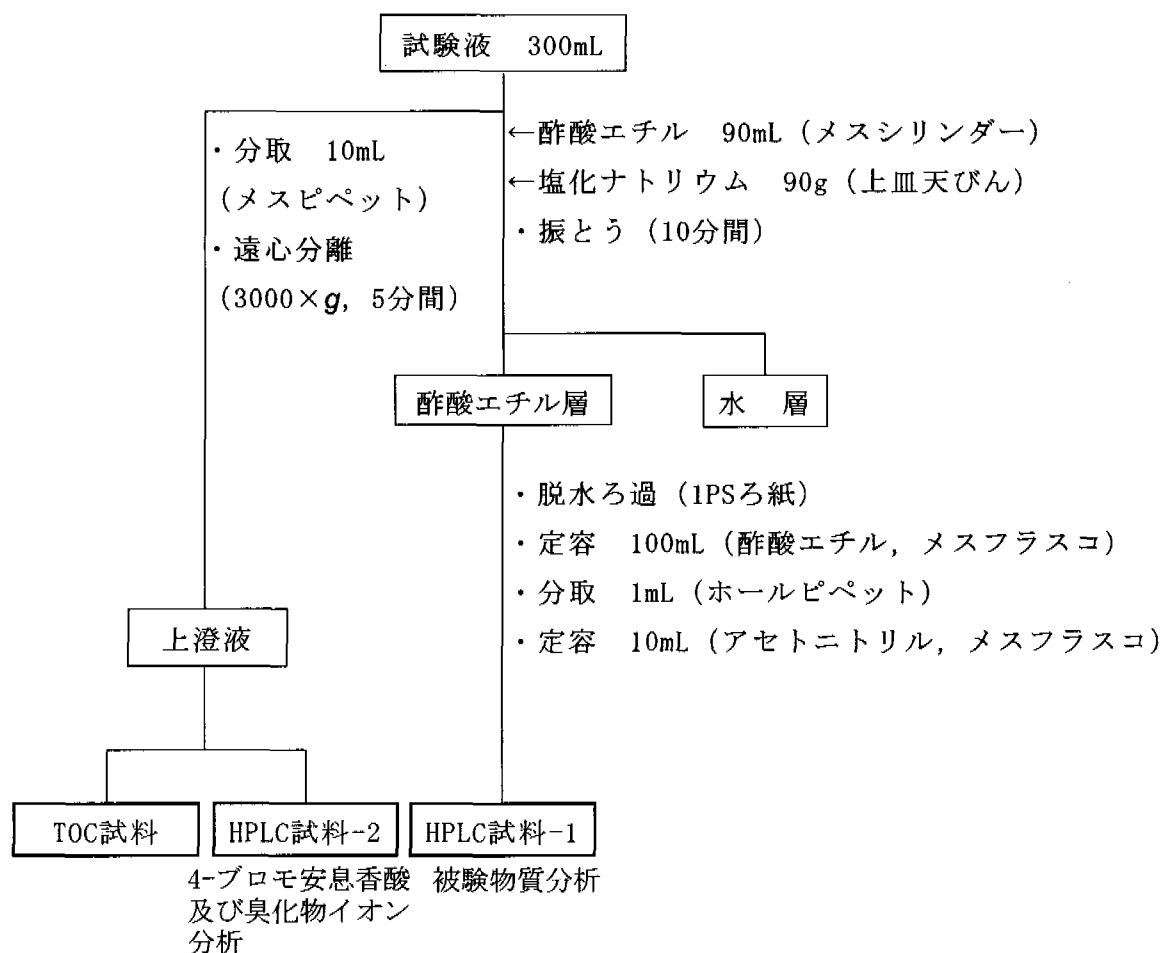 試験液 300mL
・分取 10mL
(メスピペット)
・遠心分離
(3000×g, 5分間)
←酢酸エチル 90mL (メスシリンダー)
←塩化ナトリウム 90g (上皿天びん)
・振とう (10分間)
酢酸エチル層
水 層
・脱水ろ過 (1PSろ紙)
・定容 100mL (酢酸エチル, メスフラスコ)
・分取 1mL (ホールピペット)
・定容 10mL (アセトニトリル, メスフラスコ)
上澄液
TOC試料
HPLC試料-2
HPLC試料-1
4-ブロモ安息香酸
及び臭化物イオン
分析
被験物質分析